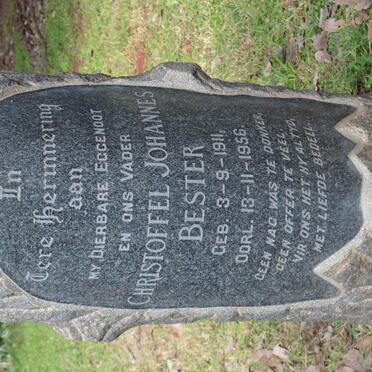 In
Tere Herinnering
aan
MY DIERBARE EGGENOOT
EN ONS VADER
CHRISTOFFEL JOHANNES
BESTER
GEB. 3-9-1911,
OORL. 13-11-1956.
GEEN NAG WAS TE DONKER,
GEEN OFFER TE VEEL,
VIR ONS HET HY ALTYD,
MET LIEFDE BEDEEL.